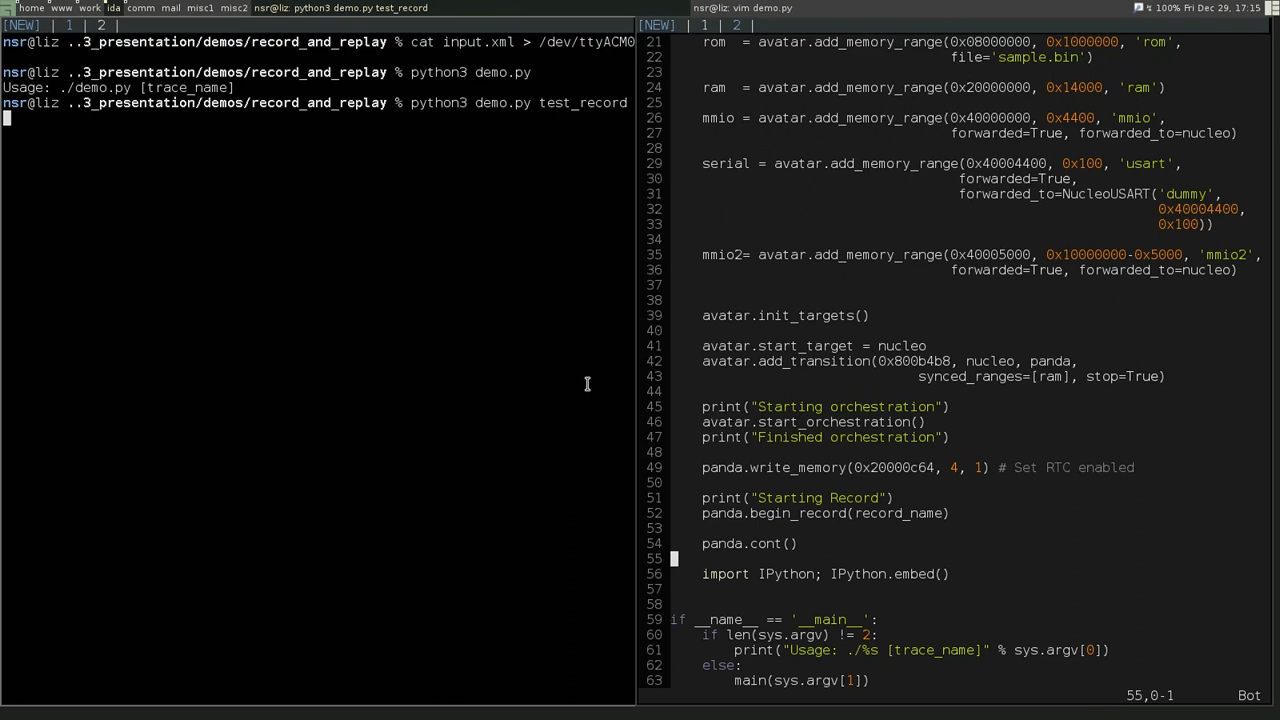 home www work ida comm mail misc1 misc2 nsr@liz: python3 demo.py test_record nsr@liz: vim demo.py 100% Fri Dec 29, 17:15
[NEW] | 1 | 2 |
nsr@liz ..3_presentation/demos/record_and_replay % cat input.xml > /dev/ttyACM0
nsr@liz ..3_presentation/demos/record_and_replay % python3 demo.py
Usage: ./demo.py [trace_name]
nsr@liz ..3_presentation/demos/record_and_replay % python3 demo.py test_record
[NEW] | 1 | 2 |
21 rom = avatar.add_memory_range(0x08000000, 0x1000000, 'rom',
22 file='sample.bin')
23
24 ram = avatar.add_memory_range(0x20000000, 0x14000, 'ram')
25
26 mmio = avatar.add_memory_range(0x40000000, 0x4400, 'mmio',
27 forwarded=True, forwarded_to=nucleo)
28
29 serial = avatar.add_memory_range(0x40004400, 0x100, 'usart',
30 forwarded=True,
31 forwarded_to=NucleoUSART('dummy',
32 0x40004400,
33 0x100))
34
35 mmio2= avatar.add_memory_range(0x40005000, 0x10000000-0x5000, 'mmio2',
36 forwarded=True, forwarded_to=nucleo)
37
38
39 avatar.init_targets()
40
41 avatar.start_target = nucleo
42 avatar.add_transition(0x800b4b8, nucleo, panda,
43 synced_ranges=[ram], stop=True)
44
45 print("Starting orchestration")
46 avatar.start_orchestration()
47 print("Finished orchestration")
48
49 panda.write_memory(0x20000c64, 4, 1) # Set RTC enabled
50
51 print("Starting Record")
52 panda.begin_record(record_name)
53
54 panda.cont()
55
56 import IPython; IPython.embed()
57
58
59 if __name__ == '__main__':
60 if len(sys.argv) != 2:
61 print("Usage: ./%s [trace_name]" % sys.argv[0])
62 else:
63 main(sys.argv[1])
55,0-1 Bot